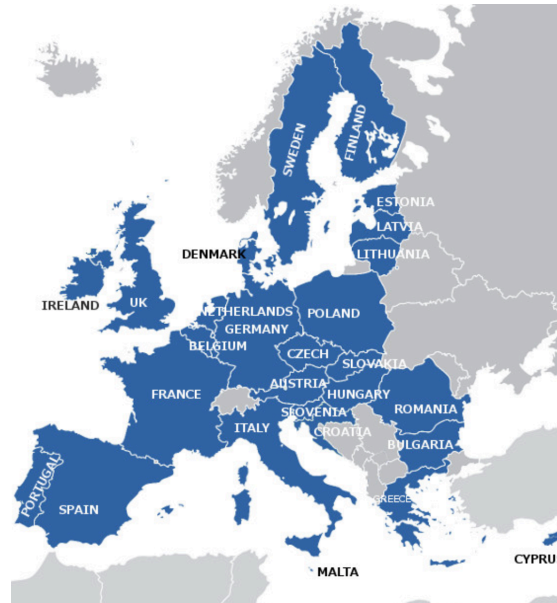 SWEDEN
FINLAND
ESTONIA
LATVIA
DENMARK
LITHUANIA
IRELAND
UK
NETHERLANDS
POLAND
GERMANY
BELGIUM
CZECH
SLOVAKIA
AUSTRIA
FRANCE
HUNGARY
ROMANIA
SLOVENIA
ITALY
CROATIA
BULGARIA
PORTUGAL
SPAIN
GREECE
CYPRU
MALTA